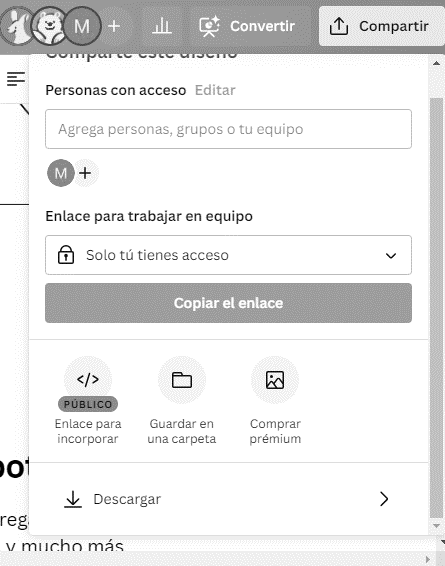 M + Convertir Compartir
Comparte este diseño
Personas con acceso Editar
Agrega personas, grupos o tu equipo
M +
Enlace para trabajar en equipo
Solo tú tienes acceso
Copiar el enlace
</>
PÚBLICO
Enlace para
incorporar
Guardar en
una carpeta
Comprar
prémium
Descargar
y mucho más